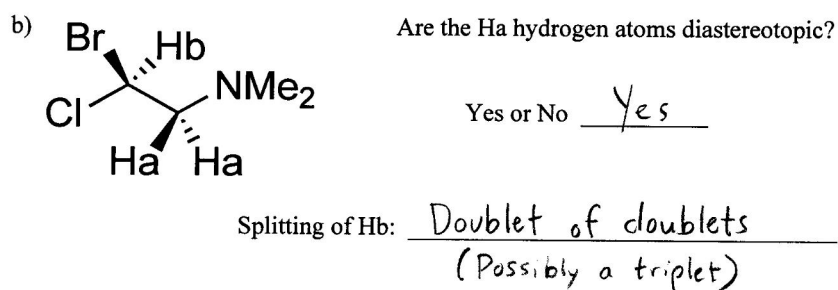 b)
Br Hb
NMe₂
Cl
Ha Ha
Are the Ha hydrogen atoms diastereotopic?
Yes or No Yes
Splitting of Hb: Doublet of doublets
(Possibly a triplet)